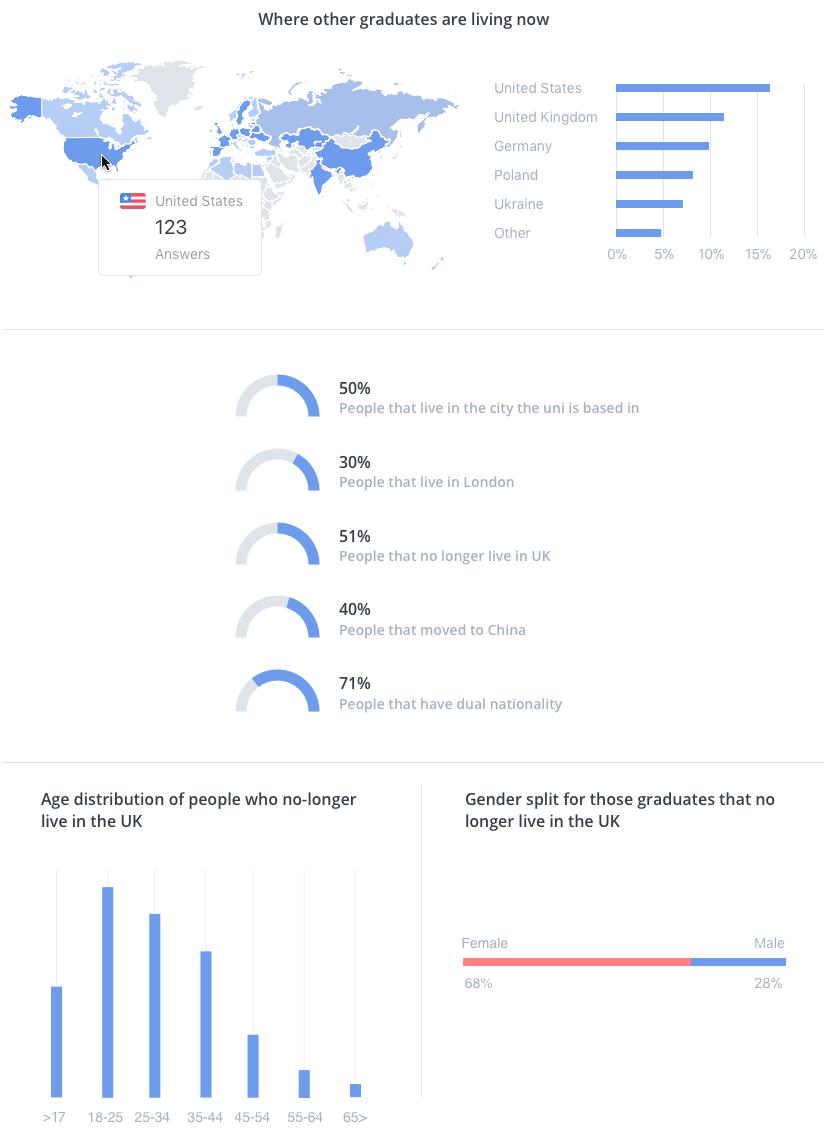 Where other graduates are living now
United States
123
Answers
United States
United Kingdom
Germany
Poland
Ukraine
Other
0% 5% 10% 15% 20%
50%
People that live in the city the uni is based in
30%
People that live in London
51%
People that no longer live in UK
40%
People that moved to China
71%
People that have dual nationality
Age distribution of people who no-longer
live in the UK
>17 18-25 25-34 35-44 45-54 55-64 65>
Gender split for those graduates that no
longer live in the UK
Female Male
68% 28%